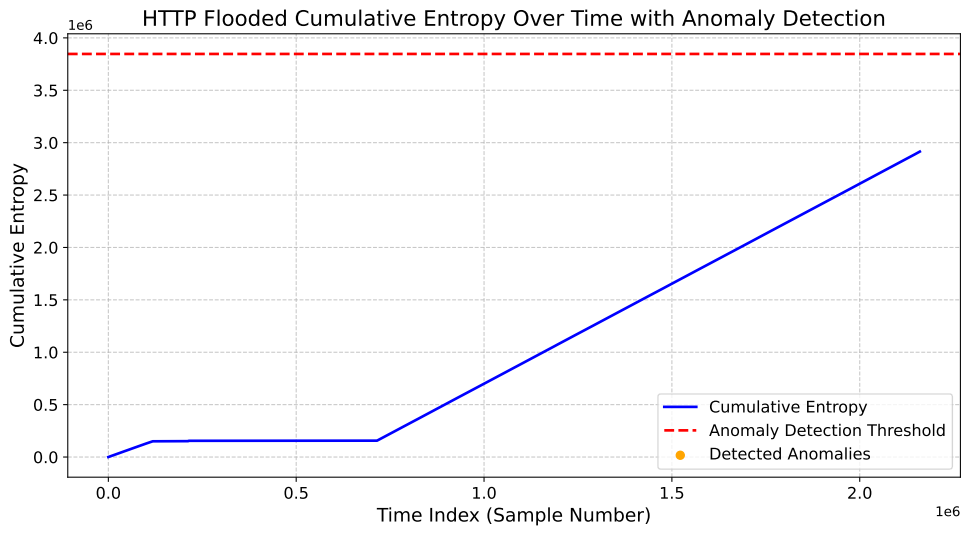 HTTP Flooded Cumulative Entropy Over Time with Anomaly Detection
1e6
4.0
3.5
3.0
2.5
2.0
1.5
1.0
0.5
0.0
Cumulative Entropy
Cumulative Entropy
Anomaly Detection Threshold
Detected Anomalies
0.0 0.5 1.0 1.5 2.0
1e6
Time Index (Sample Number)